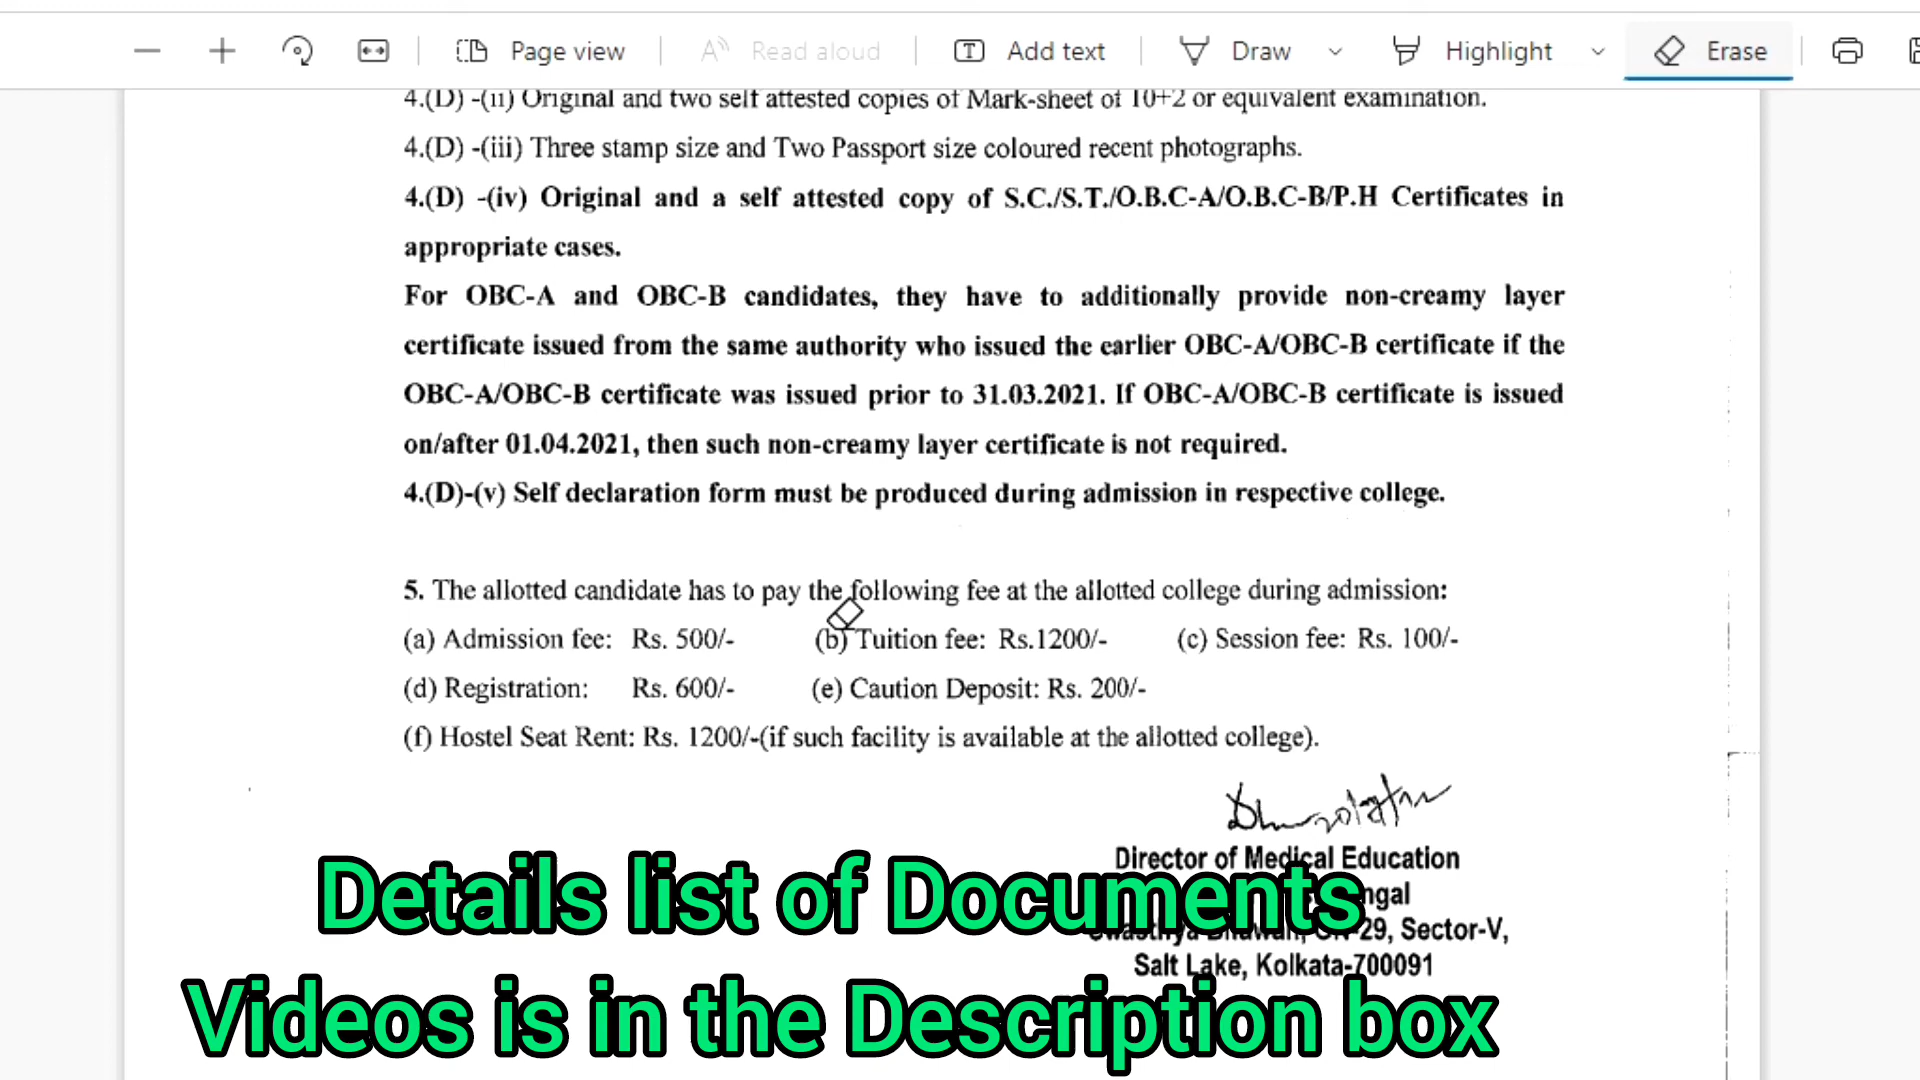 Page view
Read aloud
Add text
Draw
Highlight
Erase
4.(D) -(ii) Original and two self attested copies of Mark-sheet of 10+2 or equivalent examination.
4.(D) -(iii) Three stamp size and Two Passport size coloured recent photographs.
4.(D) -(iv) Original and a self attested copy of S.C./S.T./O.B.C-A/O.B.C-B/P.H Certificates in
appropriate cases.
For OBC-A and OBC-B candidates, they have to additionally provide non-creamy layer
certificate issued from the same authority who issued the earlier OBC-A/OBC-B certificate if the
OBC-A/OBC-B certificate was issued prior to 31.03.2021. If OBC-A/OBC-B certificate is issued
on/after 01.04.2021, then such non-creamy layer certificate is not required.
4.(D)-(v) Self declaration form must be produced during admission in respective college.
5. The allotted candidate has to pay the following fee at the allotted college during admission:
(a) Admission fee: Rs. 500/- (b) Tuition fee: Rs.1200/- (c) Session fee: Rs. 100/-
(d) Registration: Rs. 600/- (e) Caution Deposit: Rs. 200/-
(f) Hostel Seat Rent: Rs. 1200/-(if such facility is available at the allotted college).
Director of Medical Education
29, Sector-V,
Salt Lake, Kolkata-700091
Details list of Documents
Videos is in the Description box